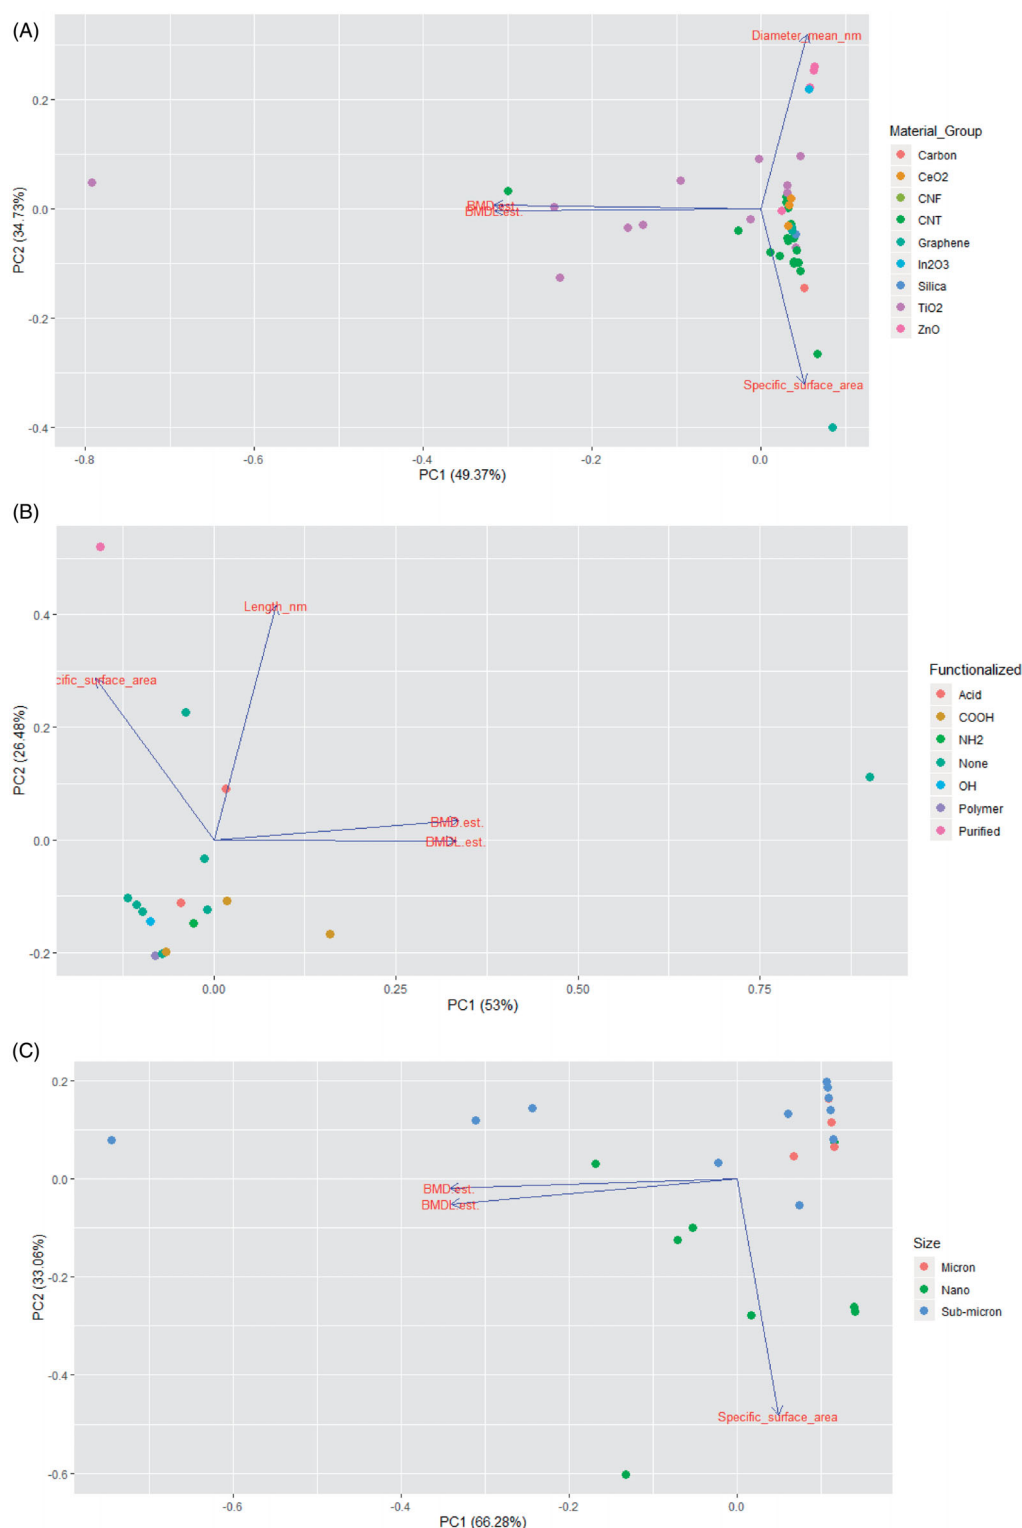 (A)
Diameter_mean_nm
0.2
0.0
-0.2
-0.4
PC2 (34.73%)
BMD.est.
BMDL.est.
Specific_surface_area
-0.8
-0.6
-0.4
-0.2
0.0
PC1 (49.37%)
Material_Group
Carbon
CeO2
CNF
CNT
Graphene
In2O3
Silica
TiO2
ZnO
(B)
0.4
0.2
0.0
-0.2
PC2 (26.48%)
Length_nm
cific_surface_area
BMD.est.
BMDL.est.
0.00
0.25
0.50
0.75
PC1 (53%)
Functionalized
Acid
COOH
NH2
None
OH
Polymer
Purified
(C)
0.2
0.0
-0.2
-0.4
-0.6
PC2 (33.06%)
BMD.est.
BMDL.est.
Specific_surface_area
-0.6
-0.4
-0.2
0.0
PC1 (66.28%)
Size
Micron
Nano
Sub-micron